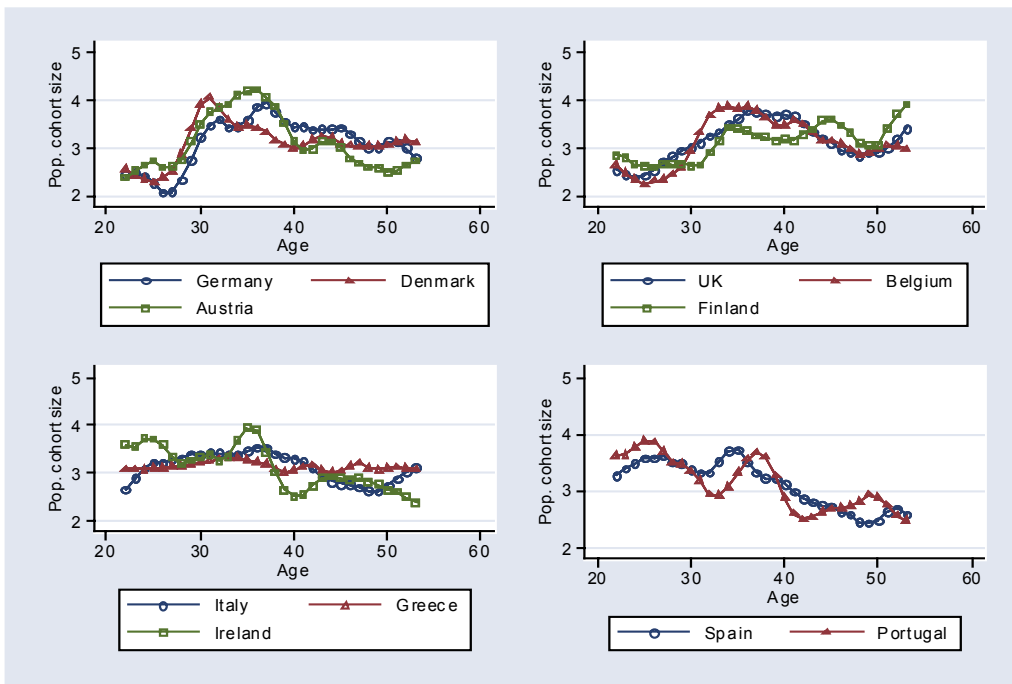 Pop. cohort size
5
4
3
2
20 30 40 50 60
Age
Germany Denmark
Austria
Pop. cohort size
5
4
3
2
20 30 40 50 60
Age
UK Belgium
Finland
Pop. cohort size
5
4
3
2
20 30 40 50 60
Age
Italy Greece
Ireland
Pop. cohort size
5
4
3
2
20 30 40 50 60
Age
Spain Portugal